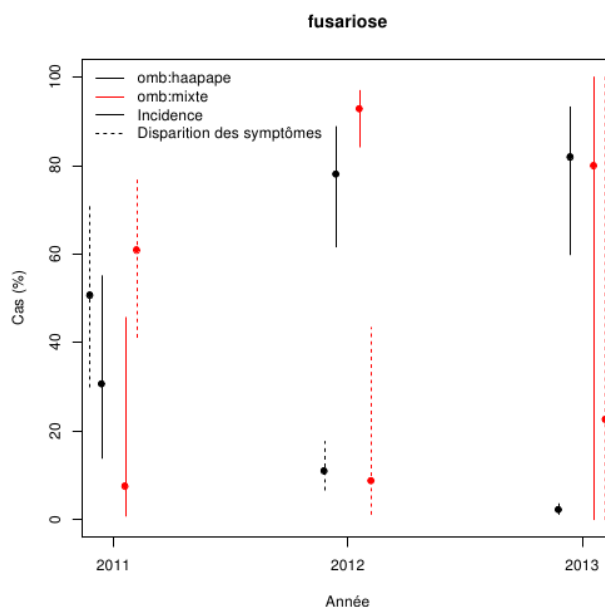 fusariose
omb:haapape
omb:mixte
Incidence
Disparition des symptômes
Cas (%)
100
80
60
40
20
0
2011 2012 2013
Année